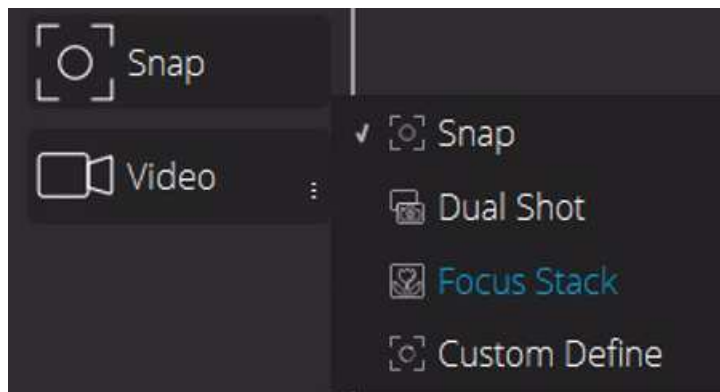 Snap
Video
Snap
Dual Shot
Focus Stack
Custom Define